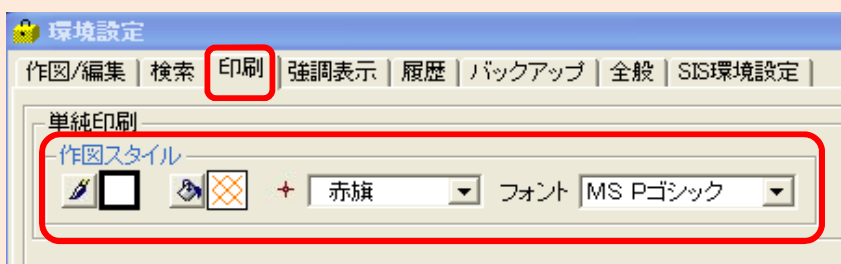 環境設定
作図/編集 検索 印刷 強調表示 履歴 バックアップ 全般 SIS環境設定
単純印刷
作図スタイル
赤旗 フォント MS Pゴシック